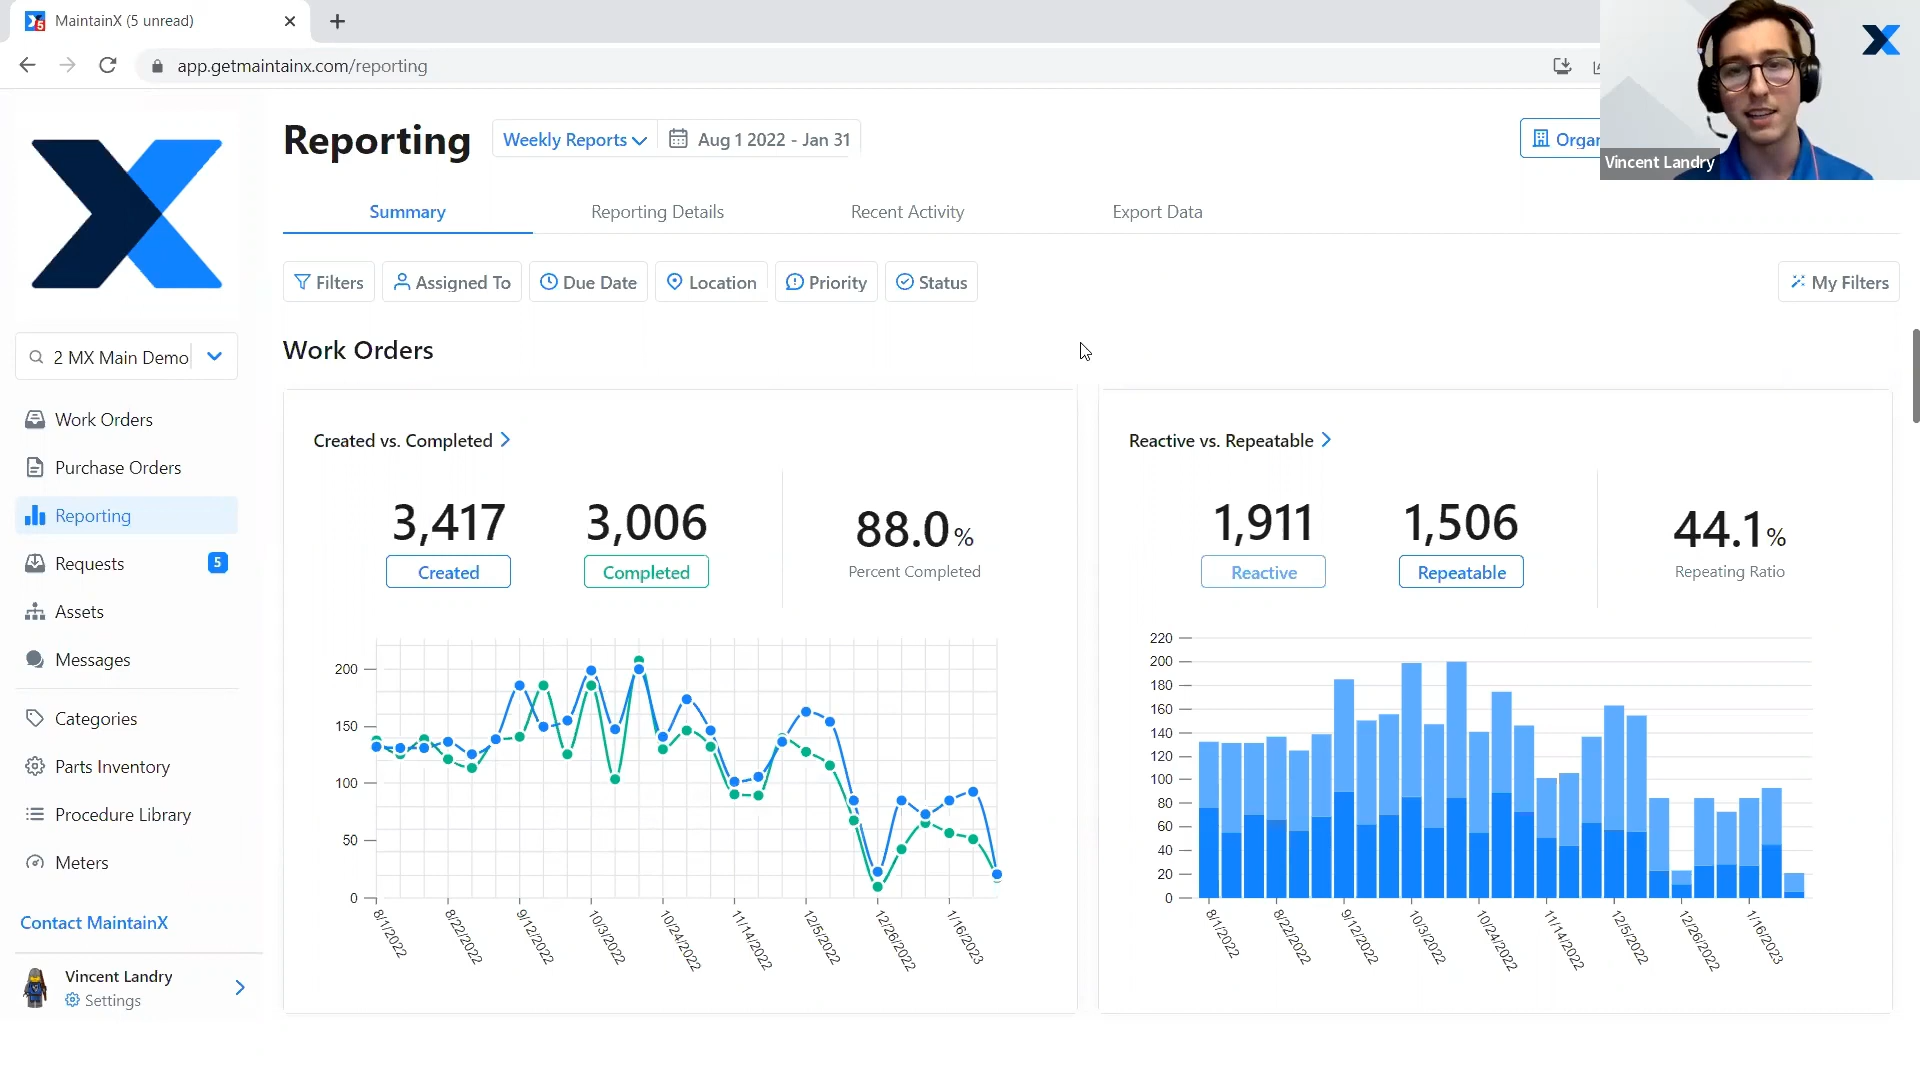 MaintainX (5 unread)
app.getmaintainx.com/reporting
Vincent Landry
Reporting
Weekly Reports
Aug 1 2022 - Jan 31
Organ
Summary
Reporting Details
Recent Activity
Export Data
Filters
Assigned To
Due Date
Location
Priority
Status
My Filters
2 MX Main Demo
Work Orders
Purchase Orders
Reporting
Requests
5
Assets
Messages
Categories
Parts Inventory
Procedure Library
Meters
Contact MaintainX
Vincent Landry
Settings
Work Orders
Created vs. Completed
3,417
Created
3,006
Completed
88.0%
Percent Completed
200
150
100
50
0
8/1/2022
8/22/2022
9/12/2022
10/3/2022
10/24/2022
11/14/2022
12/5/2022
12/26/2022
1/16/2023
Reactive vs. Repeatable
1,911
Reactive
1,506
Repeatable
44.1%
Repeating Ratio
220
200
180
160
140
120
100
80
60
40
20
0
8/1/2022
8/22/2022
9/12/2022
10/3/2022
10/24/2022
11/14/2022
12/5/2022
12/26/2022
1/16/2023